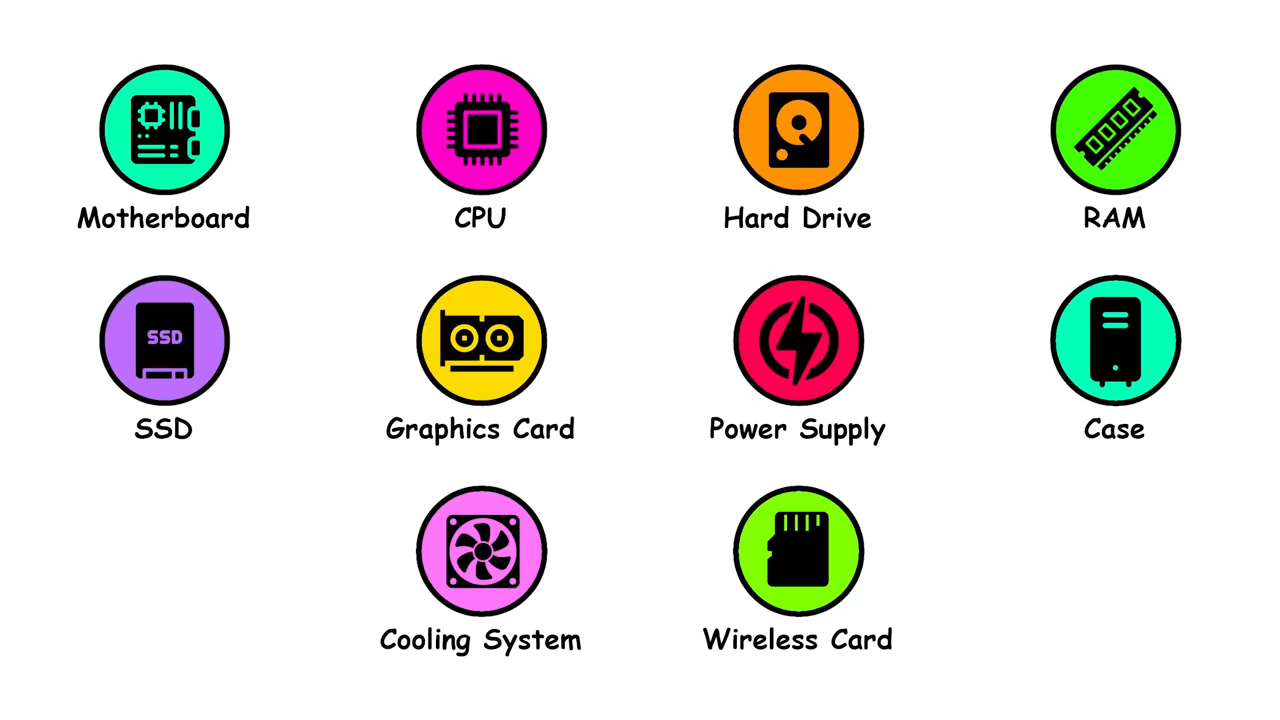 Motherboard
CPU
Hard Drive
RAM
SSD
SSD
Graphics Card
Power Supply
Case
Cooling System
Wireless Card